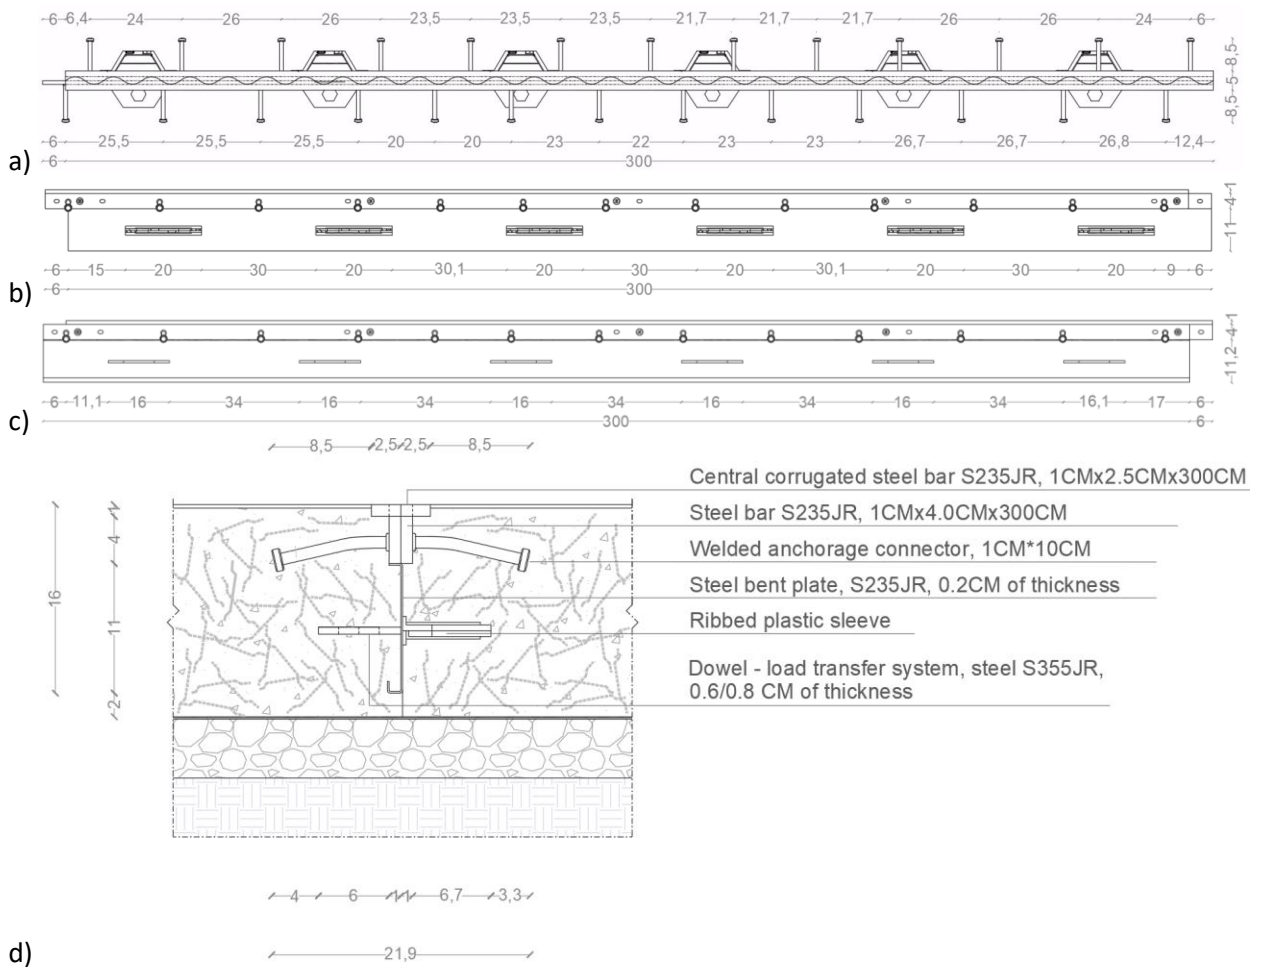 6 6,4 24 26 26 23,5 23,5 23,5 21,7 21,7 21,7 26 26 24 6
8,5 5 8,5
6 25,5 25,5 25,5 20 20 23 22 23 23 26,7 26,7 26,8 12,4
a) 6 300
11 4 1
6 15 20 30 20 30,1 20 30 20 30,1 20 30 20 9 6
b) 6 300
11,2 4 1
6 11,1 16 34 16 34 16 34 16 34 16 34 16,1 17 6
c) 300 6
8,5 2,5 2,5 8,5
Central corrugated steel bar S235JR, 1CMx2.5CMx300CM
Steel bar S235JR, 1CMx4.0CMx300CM
4
Welded anchorage connector, 1CM*10CM
Steel bent plate, S235JR, 0.2CM of thickness
16
11
Ribbed plastic sleeve
Dowel - load transfer system, steel S355JR,
0.6/0.8 CM of thickness
2
4 6 6,7 3,3
d) 21,9